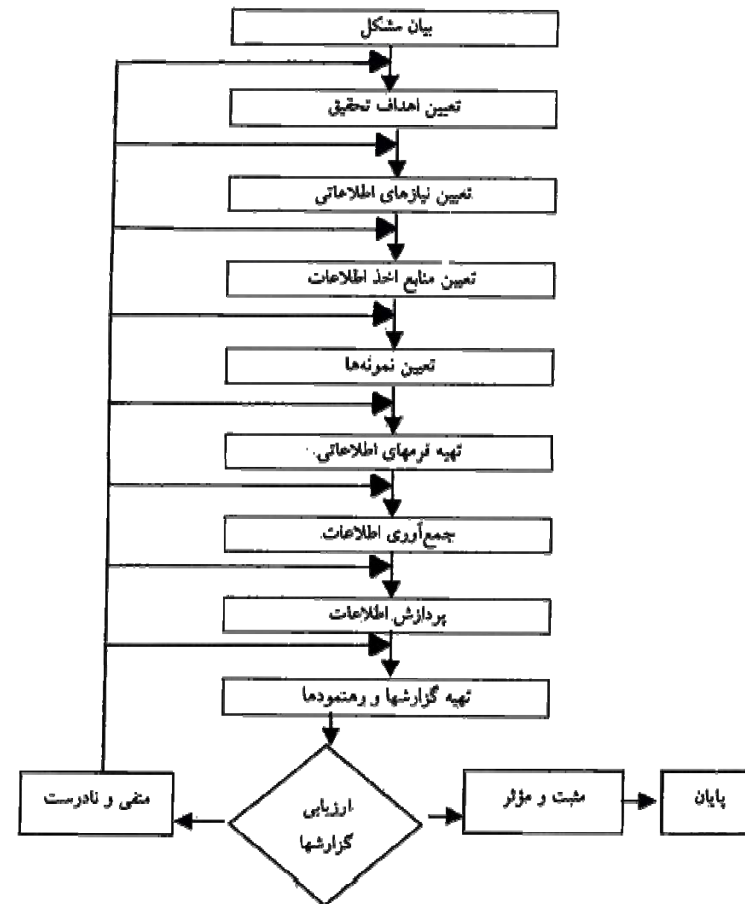 بیان مشکل
تعیین اهداف تحقیق
تعیین نیازهای اطلاعاتی
تعیین منابع اخذ اطلاعات
تعیین نمونه‌ها
تهیه فرمهای اطلاعاتی
جمع‌آوری اطلاعات
پردازش اطلاعات
تهیه گزارشها و رهنمودها
ارزیابی
گزارشها
منفی و نادرست
مثبت و مؤثر
پایان